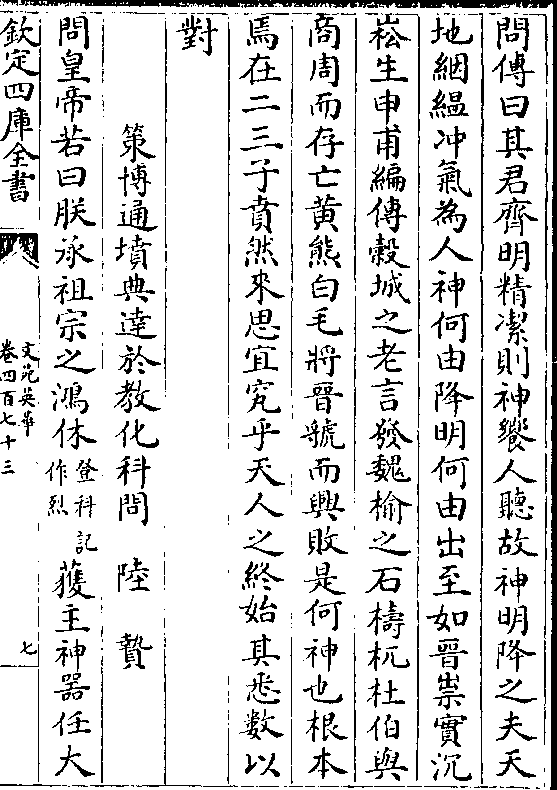 問傳曰其君齊明精潔則神饗人聽故神明降之夫天
地絪緼冲氣為人神何由降明何由出至如晉祟實沉
崧生申甫編傳穀城之老言發魏榆之石檮杌杜伯與
商周而存亡黄熊白毛將晉虢而興敗是何神也根本
焉在二三子賁然來思宜究乎天人之終始其悉數以
對
策博通墳典達於教化科問 陸贄
問皇帝若曰朕承祖宗之鴻休登科記作烈獲主神器任大
欽定四庫全書
文苑英華
卷四百七十三
七